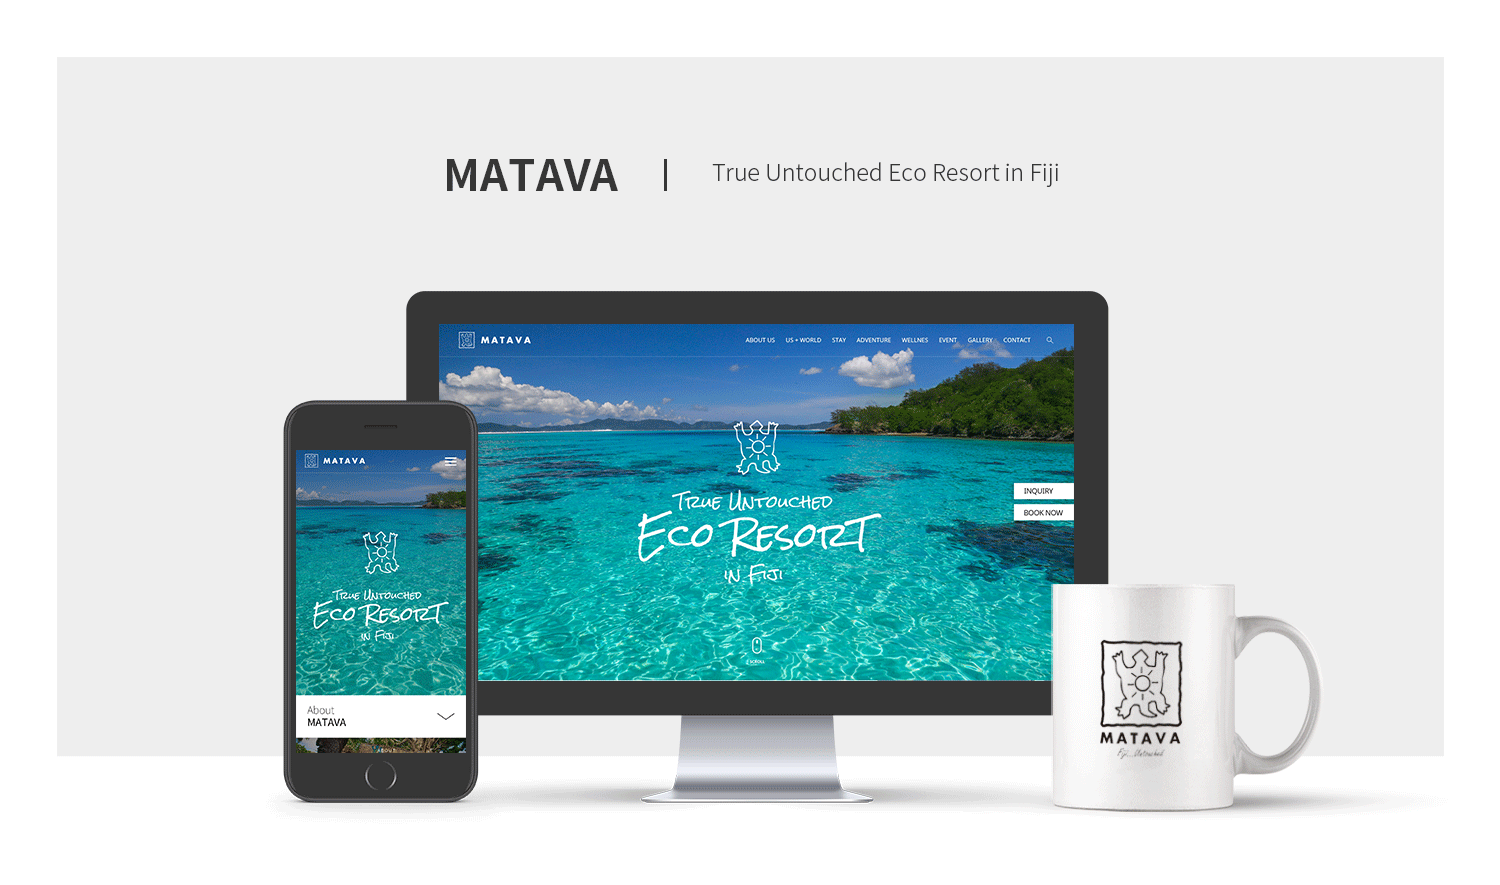 MATAVA | True Untouched Eco Resort in Fiji
MATAVA ABOUT US US + WORLD STAY ADVENTURE WELLNES EVENT GALLERY CONTACT
True Untouched
Eco Resort
in Fiji
INQUIRY
BOOK NOW
SCROLL
MATAVA
True Untouched
Eco Resort
in Fiji
About
MATAVA
ABOUT
MATAVA
Fiji...Untouched